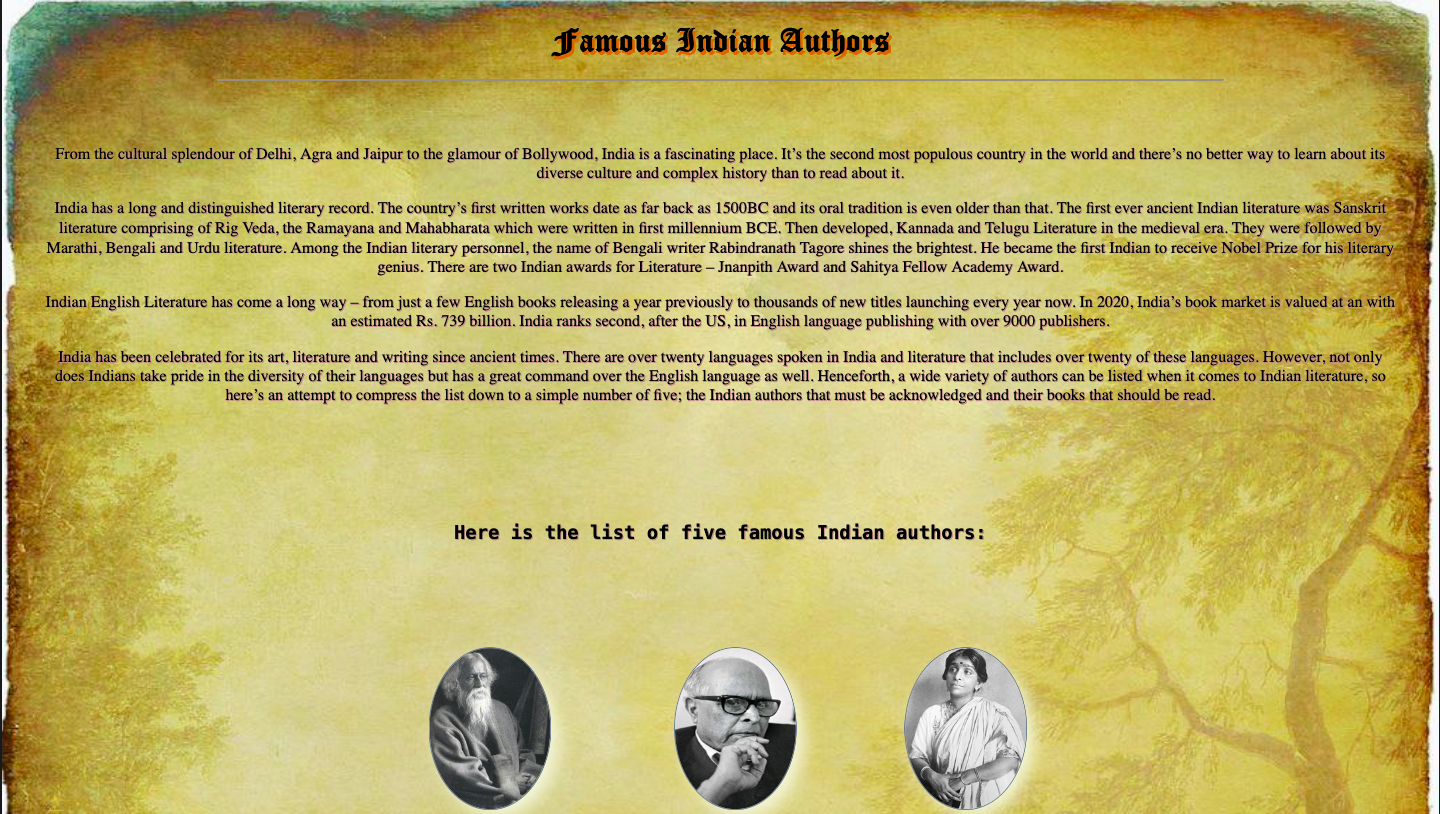 Famous Indian Authors
From the cultural splendour of Delhi, Agra and Jaipur to the glamour of Bollywood, India is a fascinating place. It’s the second most populous country in the world and there’s no better way to learn about its
diverse culture and complex history than to read about it.
India has a long and distinguished literary record. The country’s first written works date as far back as 1500BC and its oral tradition is even older than that. The first ever ancient Indian literature was Sanskrit
literature comprising of Rig Veda, the Ramayana and Mahabharata which were written in first millennium BCE. Then developed, Kannada and Telugu Literature in the medieval era. They were followed by
Marathi, Bengali and Urdu literature. Among the Indian literary personnel, the name of Bengali writer Rabindranath Tagore shines the brightest. He became the first Indian to receive Nobel Prize for his literary
genius. There are two Indian awards for Literature – Jnanpith Award and Sahitya Fellow Academy Award.
Indian English Literature has come a long way – from just a few English books releasing a year previously to thousands of new titles launching every year now. In 2020, India’s book market is valued at an with
an estimated Rs. 739 billion. India ranks second, after the US, in English language publishing with over 9000 publishers.
India has been celebrated for its art, literature and writing since ancient times. There are over twenty languages spoken in India and literature that includes over twenty of these languages. However, not only
does Indians take pride in the diversity of their languages but has a great command over the English language as well. Henceforth, a wide variety of authors can be listed when it comes to Indian literature, so
here’s an attempt to compress the list down to a simple number of five; the Indian authors that must be acknowledged and their books that should be read.
Here is the list of five famous Indian authors: